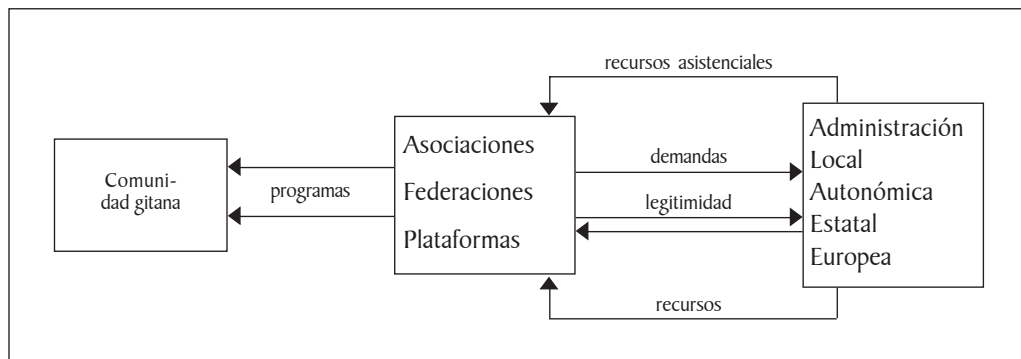 recursos asistenciales
Comuni-
dad gitana
programas
Asociaciones
Federaciones
Plataformas
demandas
legitimidad
recursos
Administración
Local
Autonómica
Estatal
Europea